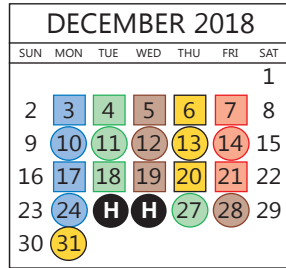 DECEMBER 2018
SUN MON TUE WED THU FRI SAT
1
2 3 4 5 6 7 8
9 10 11 12 13 14 15
16 17 18 19 20 21 22
23 24 H H 27 28 29
30 31